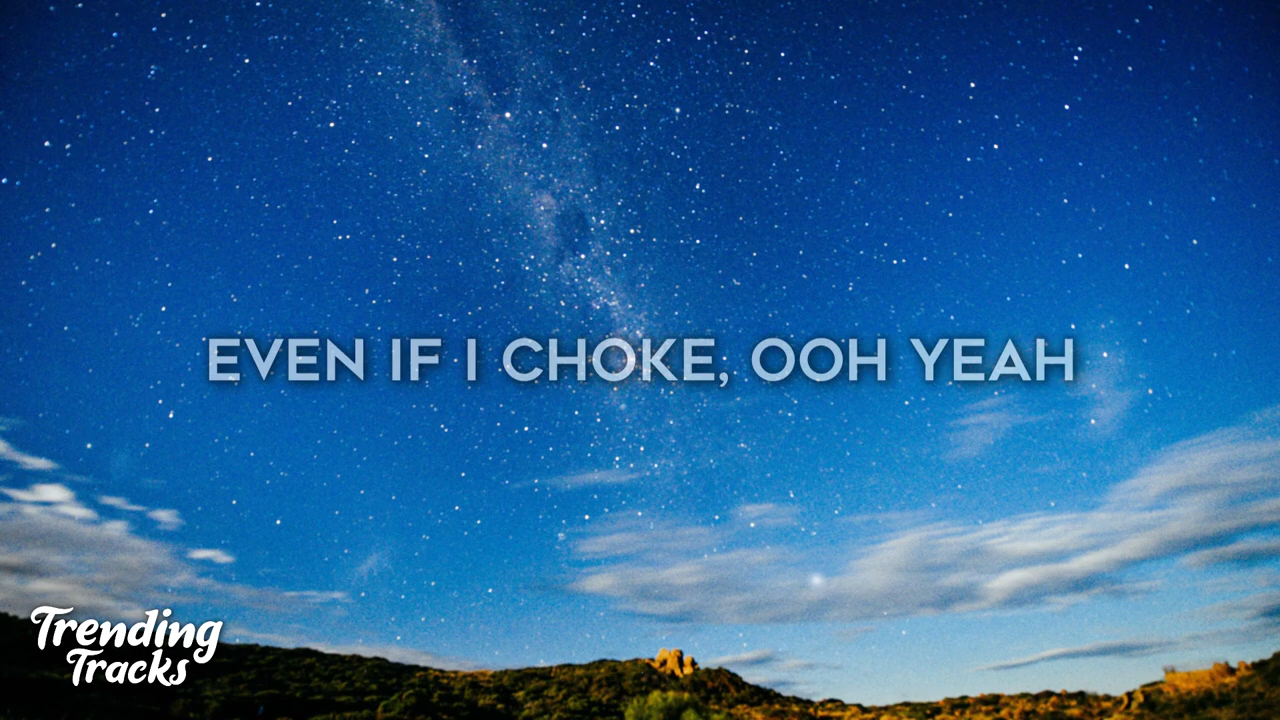 EVEN IF I CHOKE, OOH YEAH
Trending
Tracks